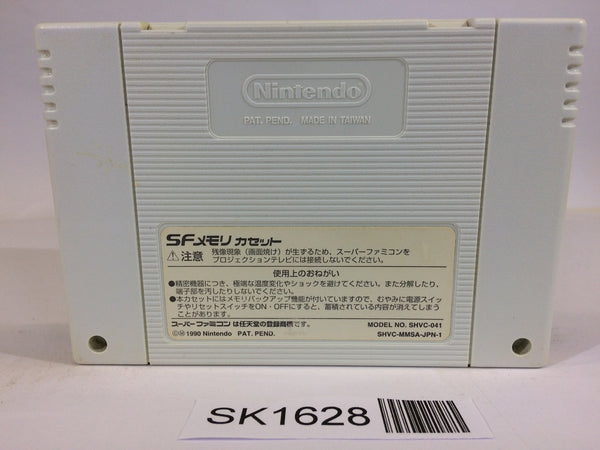 Nintendo
PAT. PEND. MADE IN TAIWAN
SFメモリ カセット
⚠注意 残像現象（画面焼け）が生ずるため、スーパーファミコンを
プロジェクションテレビには接続しないでください。
使用上のおねがい
●精密機器につき、極端な温度変化やショックを避けてください。また分解したり、
端子部を汚したりしないでください。
●本カセットにはメモリバックアップ機能が付いていますので、むやみに電源スイッ
チやリセットスイッチをON・OFFにすると、蓄積されている内容が消えてしまう
ことがあります。
スーパーファミコン は任天堂の登録商標です。 MODEL NO. SHVC-041
©Ⓟ1990 Nintendo PAT. PEND. SHVC-MMSA-JPN-1
SK1628